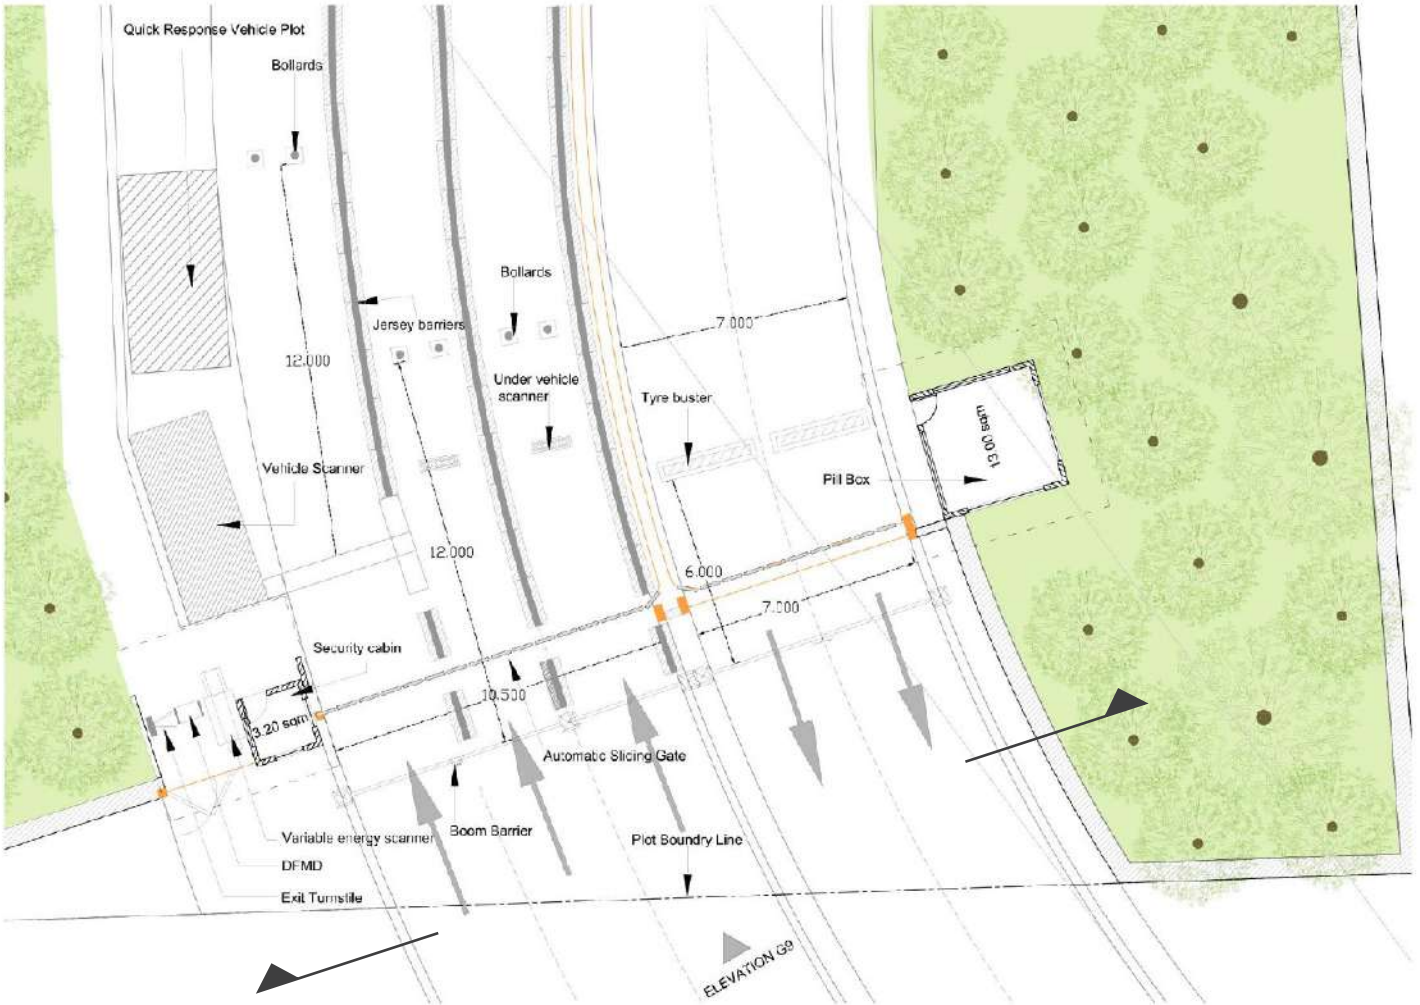 Quick Response Vehicle Plot
Bollards
Bollards
7.000
Jersey barriers
12.000
Under vehicle
scanner
Tyre buster
13.00 sqm
Vehicle Scanner
Pill Box
12.000
6.000
7.000
Security cabin
10.500
3.20 sqm
Automatic Sliding Gate
Variable energy scanner
Boom Barrier
Plot Boundry Line
DFMD
Exit Turnstile
ELEVATION G9